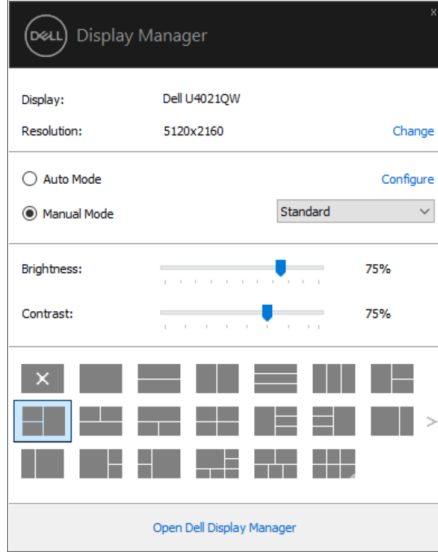 DELL Display Manager
x
Display: Dell U4021QW
Resolution: 5120x2160 Change
Auto Mode Configure
Manual Mode Standard
Brightness: 75%
Contrast: 75%
Open Dell Display Manager